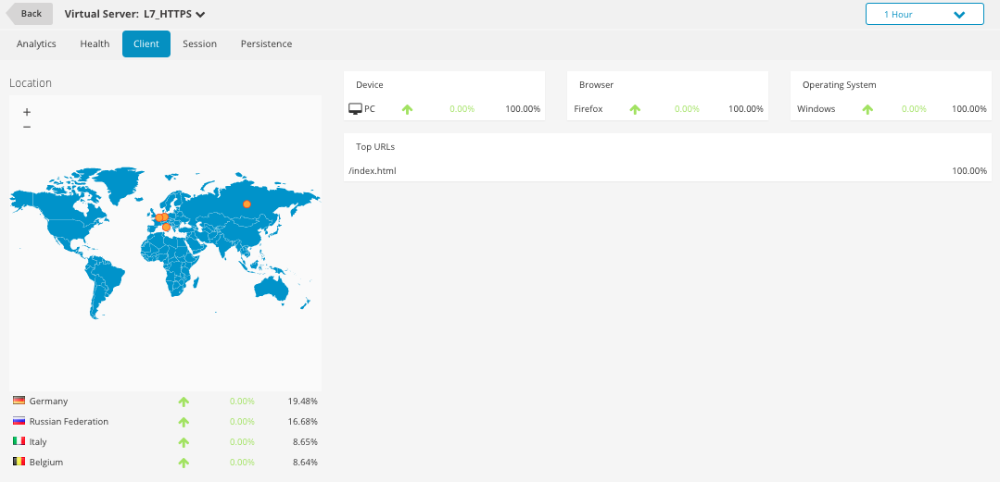 Back
Virtual Server: L7_HTTPS
1 Hour
Analytics Health Client Session Persistence
Location
+
−
Germany 0.00% 19.48%
Russian Federation 0.00% 16.68%
Italy 0.00% 8.65%
Belgium 0.00% 8.64%
Device
PC 0.00% 100.00%
Browser
Firefox 0.00% 100.00%
Operating System
Windows 0.00% 100.00%
Top URLs
/index.html 100.00%